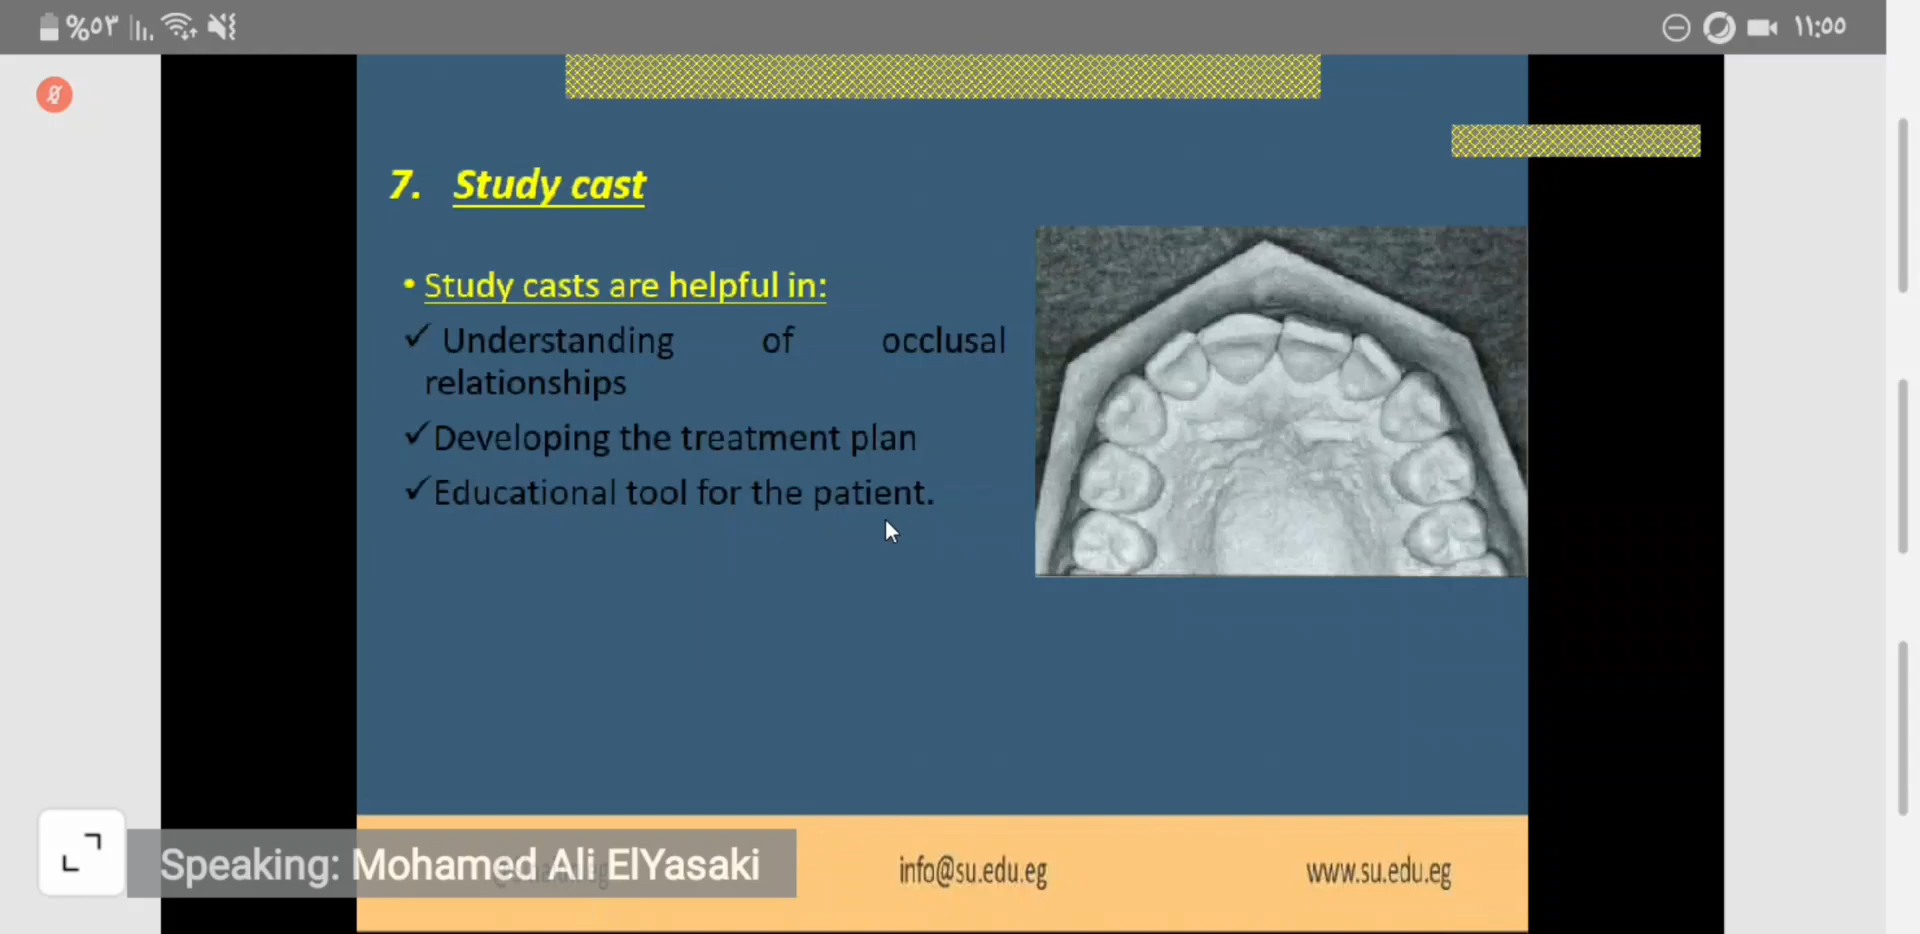 %٥٣
١١:٥٥
7. Study cast
• Study casts are helpful in:
✓ Understanding of occlusal
relationships
✓Developing the treatment plan
✓Educational tool for the patient.
Speaking: Mohamed Ali ElYasaki
info@su.edu.eg
www.su.edu.eg